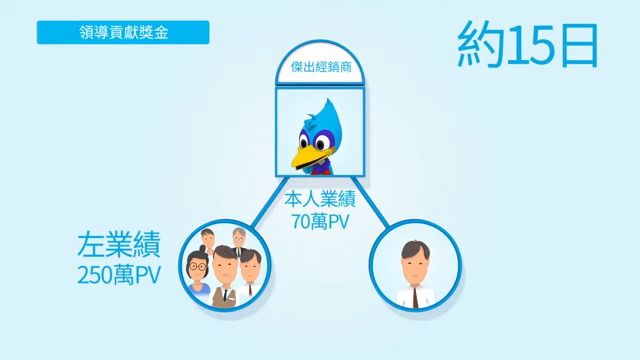 領導貢獻獎金
約15日
傑出經銷商
本人業績
70萬PV
左業績
250萬PV